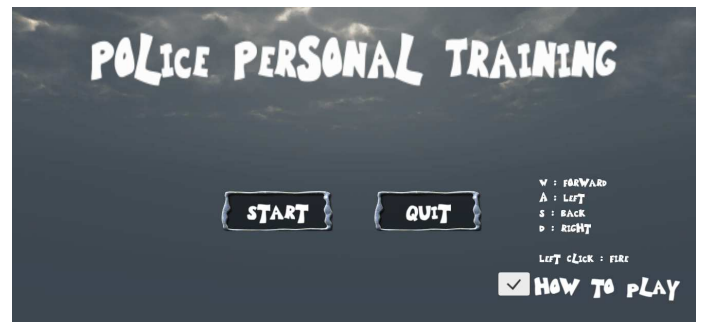 POLICE PERSONAL TRAINING
START
QUIT
W : FORWARD
A : LEFT
S : BACK
D : RIGHT
LEFT CLICK : FIRE
HOW TO PLAY